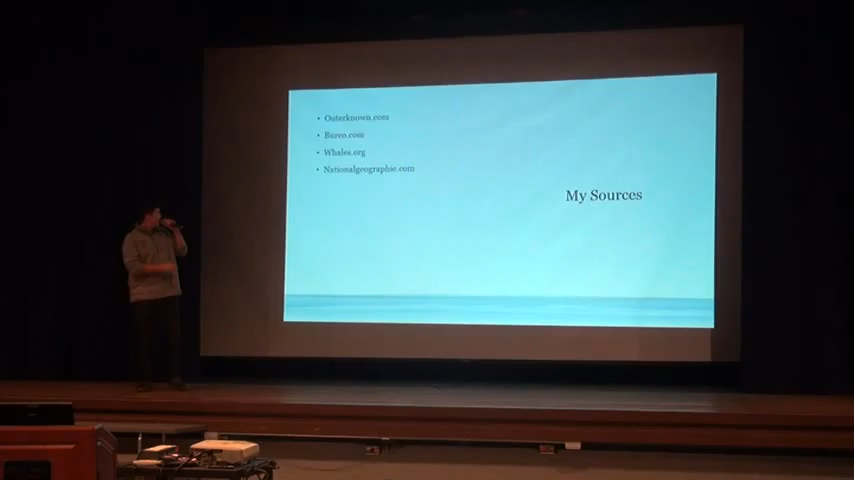 • Outerknown.com
• Bureo.com
• Whales.org
• Nationalgeographic.com
My Sources